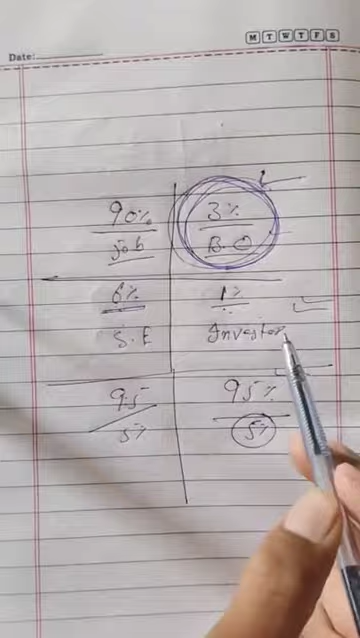 M T W T F S
Date:
90% 3%
Job B.O
6% 1%
S.E Investor
95 95%
5% 5%